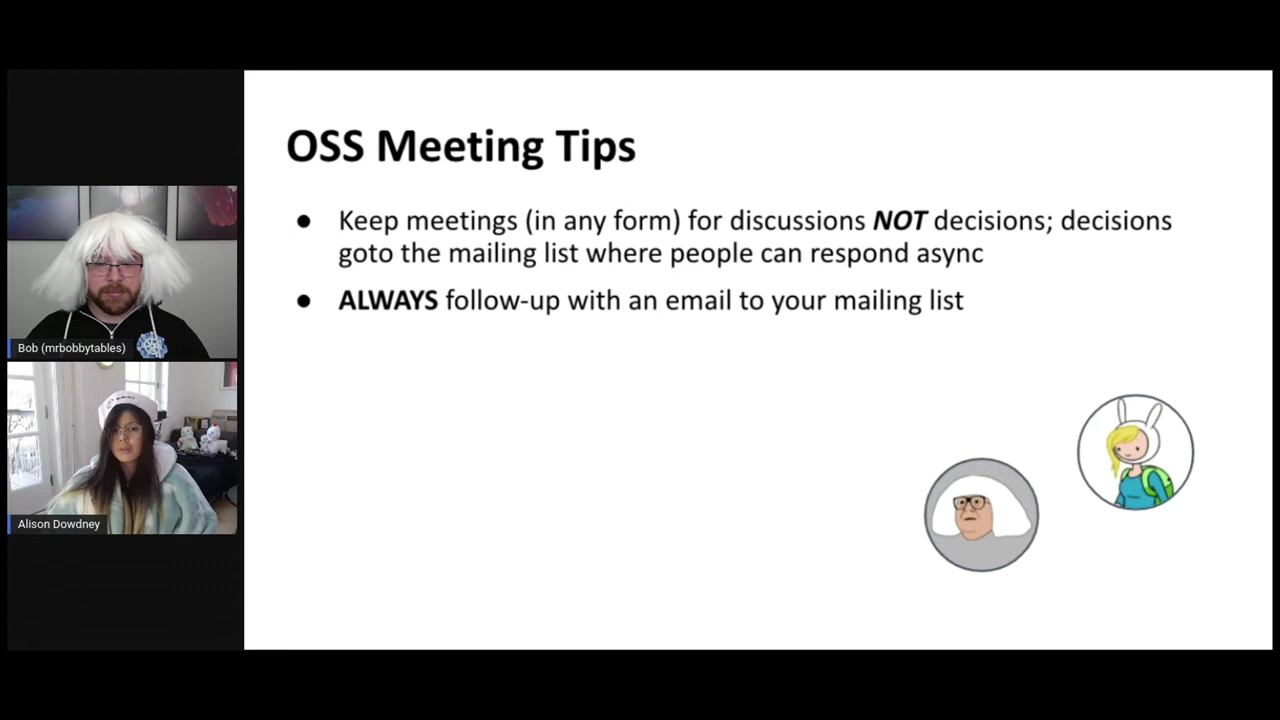 OSS Meeting Tips
● Keep meetings (in any form) for discussions NOT decisions; decisions
goto the mailing list where people can respond async
● ALWAYS follow-up with an email to your mailing list
Bob (mrbobbytables)
Alison Dowdney